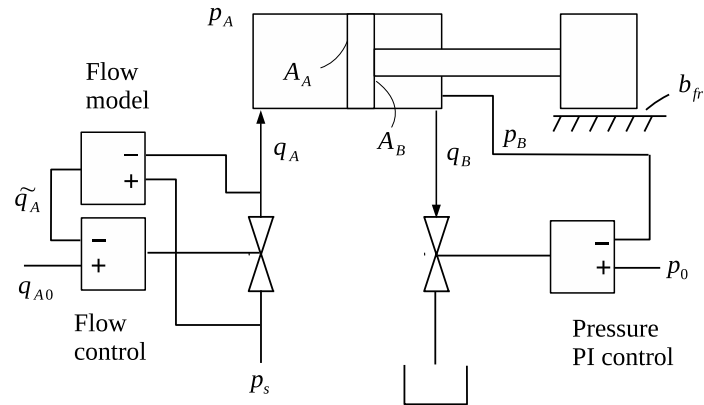 p_A
Flow
model
A_A
b_fr
q_A
A_B
q_B
p_B
−
+
q̃_A
−
+
−
+
p_0
q_A0
Flow
control
Pressure
PI control
p_s